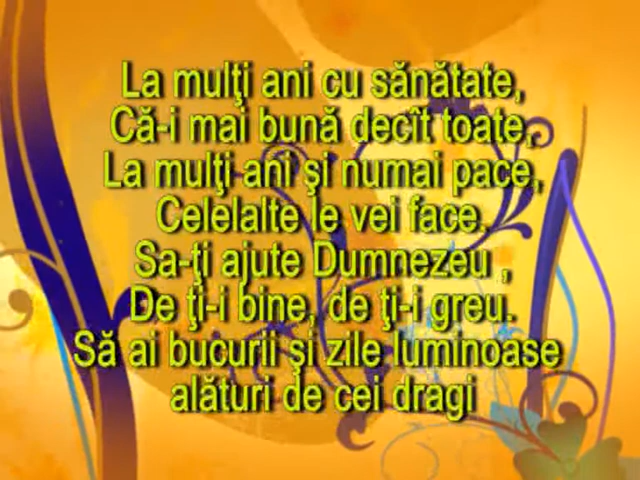 La mulţi ani cu sănătate,
Că-i mai bună decît toate,
La mulţi ani şi numai pace,
Celelalte le vei face.
Sa-ţi ajute Dumnezeu ,
De ţi-i bine, de ţi-i greu.
Să ai bucurii şi zile luminoase
alături de cei dragi